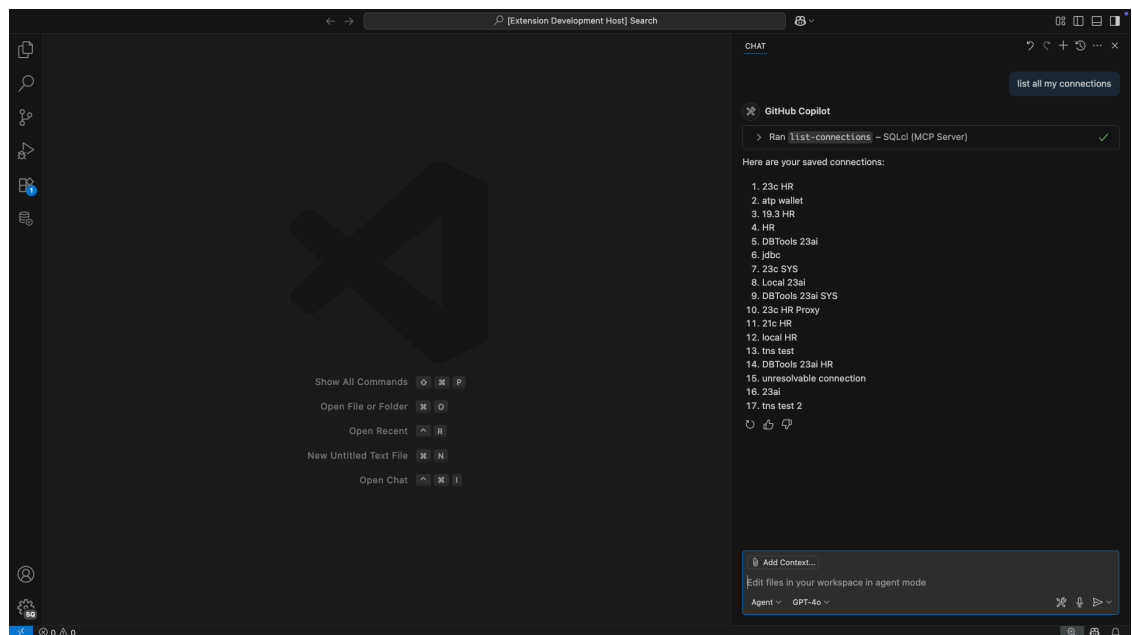 [Extension Development Host] Search
CHAT
list all my connections
GitHub Copilot
Ran list-connections – SQLcl (MCP Server)
Here are your saved connections:
1. 23c HR
2. atp wallet
3. 19.3 HR
4. HR
5. DBTools 23ai
6. jdbc
7. 23c SYS
8. Local 23ai
9. DBTools 23ai SYS
10. 23c HR Proxy
11. 21c HR
12. local HR
13. tns test
14. DBTools 23ai HR
15. unresolvable connection
16. 23ai
17. tns test 2
Show All Commands ⇧ ⌘ P
Open File or Folder ⌘ O
Open Recent ^ R
New Untitled Text File ⌘ N
Open Chat ^ ⌘ I
1
Add Context...
Edit files in your workspace in agent mode
Agent GPT-4o
SQ
0 0